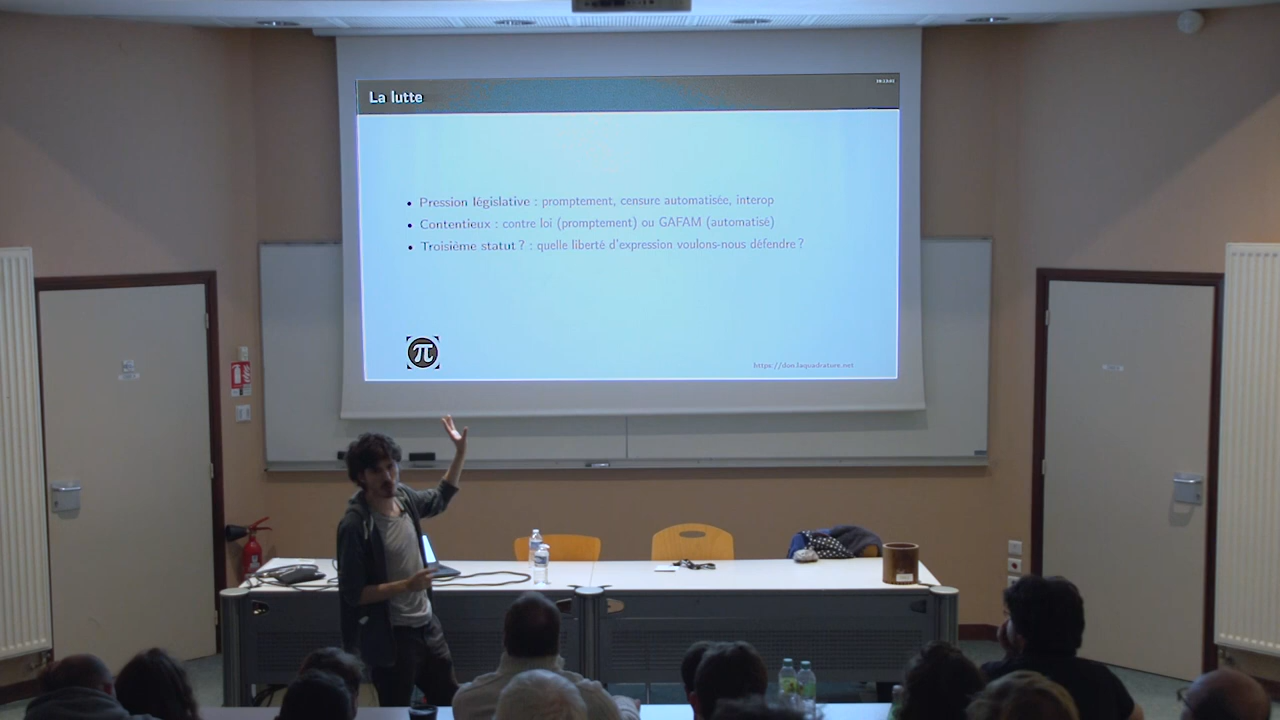 La lutte
• Pression législative : promptement, censure automatisée, interop
• Contentieux : contre loi (promptement) ou GAFAM (automatisé)
• Troisième statut ? : quelle liberté d'expression voulons-nous défendre ?
π
https://don.laquadrature.net